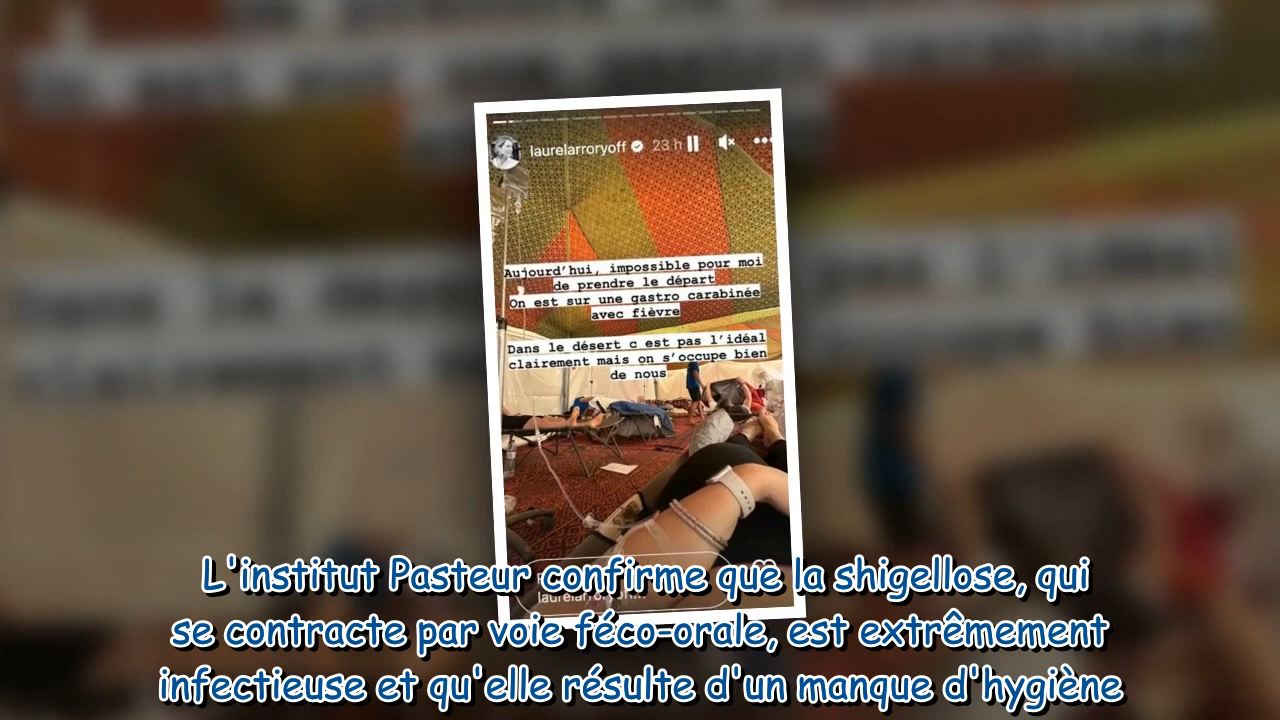 laurelarroryoff 23 h
Aujourd'hui, impossible pour moi
de prendre le départ
On est sur une gastro carabinée
avec fièvre
Dans le désert c est pas l'idéal
clairement mais on s'occupe bien
de nous
L'institut Pasteur confirme que la shigellose, qui
se contracte par voie féco-orale, est extrêmement
infectieuse et qu'elle résulte d'un manque d'hygiène